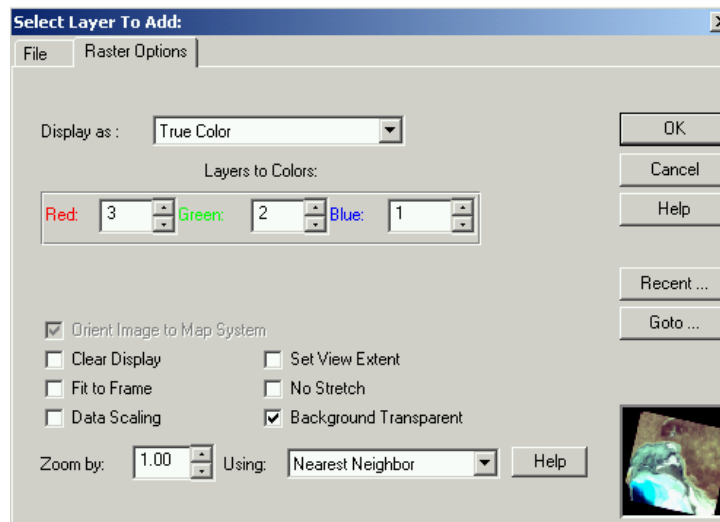 Select Layer To Add:
File Raster Options
Display as : True Color
OK
Layers to Colors:
Cancel
Red: 3 Green: 2 Blue: 1
Help
Recent ...
Goto ...
Orient Image to Map System
Clear Display Set View Extent
Fit to Frame No Stretch
Data Scaling Background Transparent
Zoom by: 1.00 Using: Nearest Neighbor Help